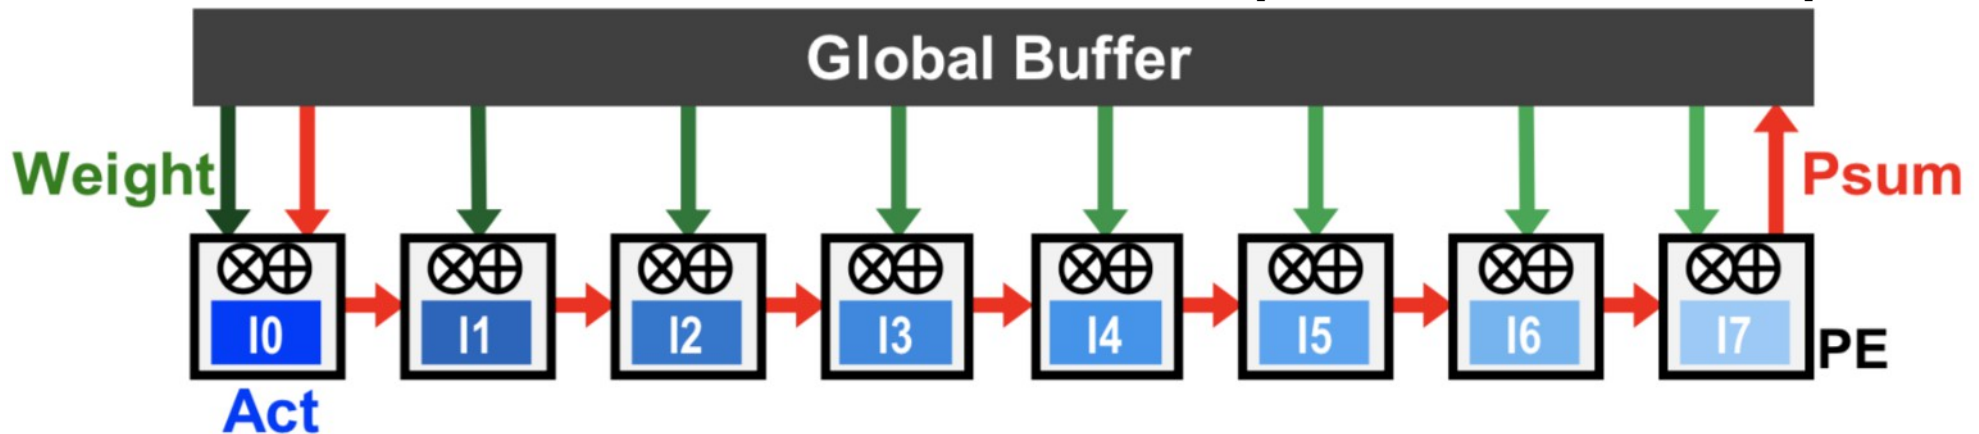 Global Buffer
Weight
Psum
I0
I1
I2
I3
I4
I5
I6
I7
PE
Act